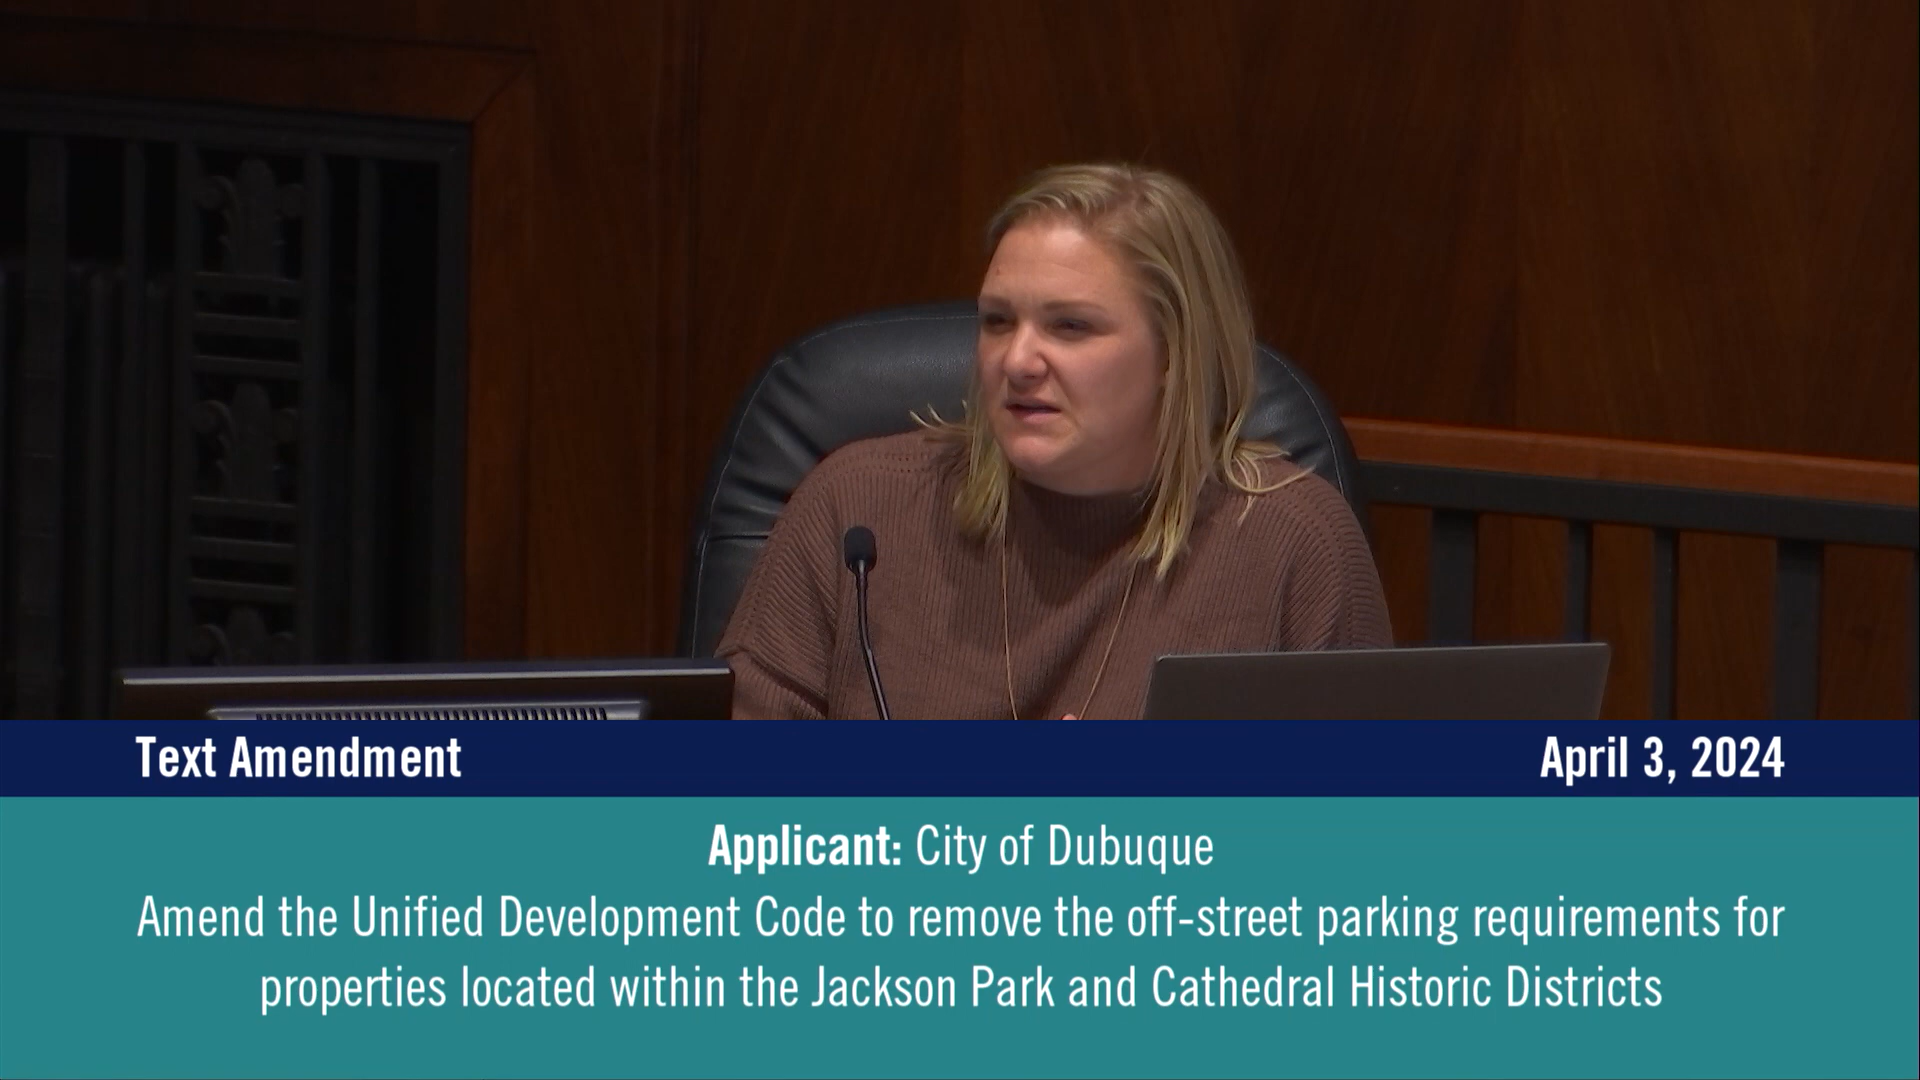 Text Amendment
April 3, 2024
Applicant: City of Dubuque
Amend the Unified Development Code to remove the off-street parking requirements for
properties located within the Jackson Park and Cathedral Historic Districts